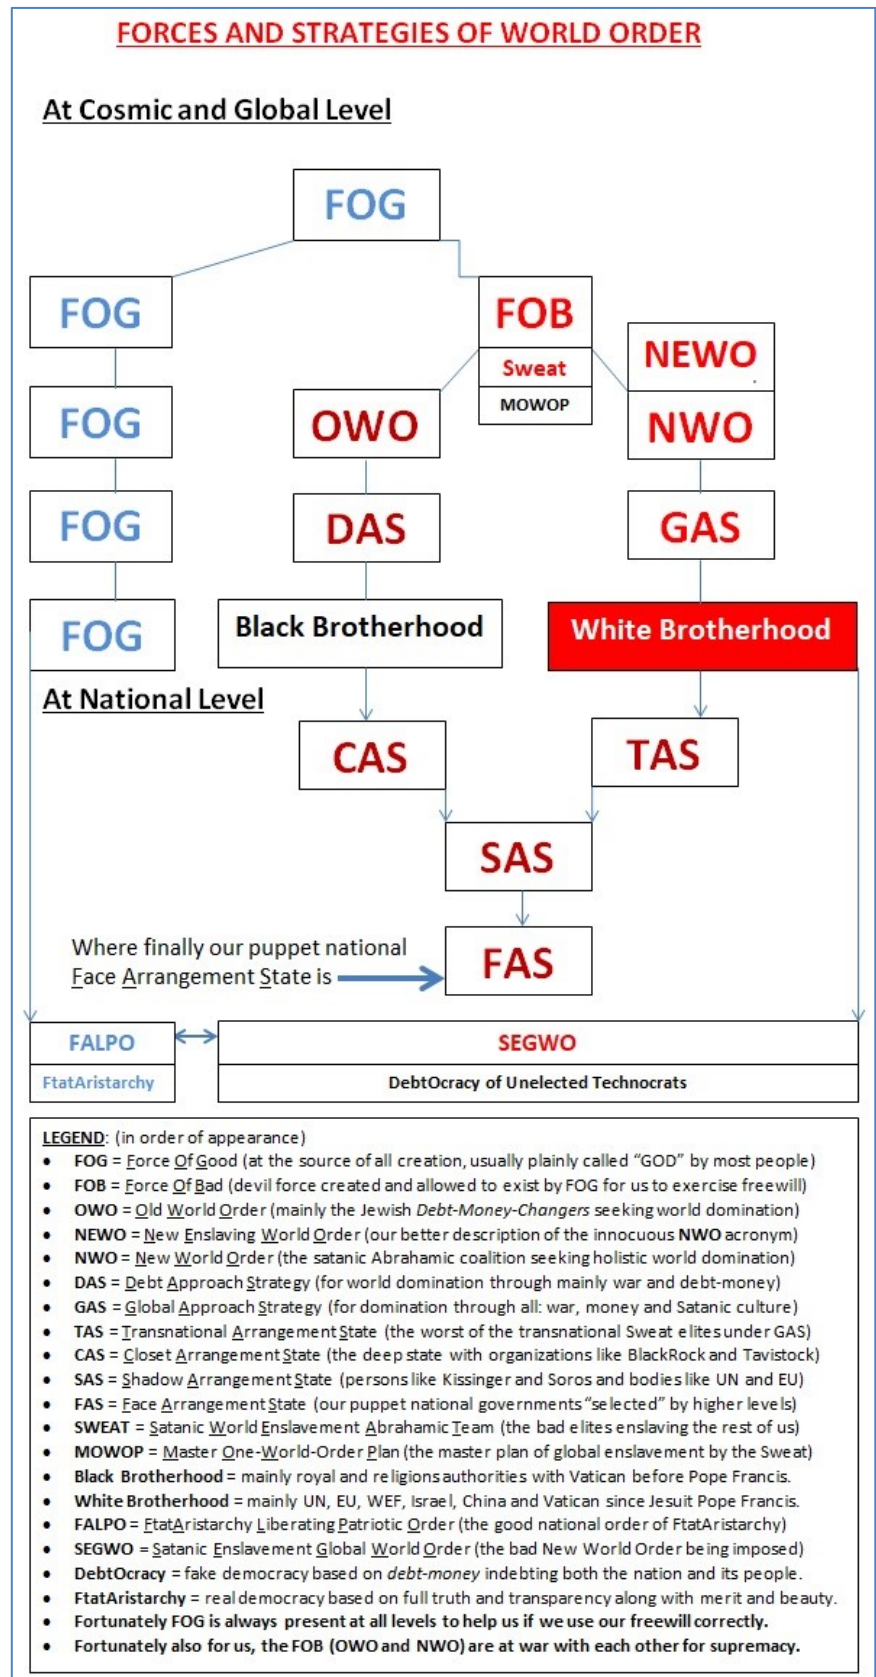 FORCES AND STRATEGIES OF WORLD ORDER
At Cosmic and Global Level
FOG
FOG
FOB
Sweat
MOWOP
NEWO
FOG
OWO
NWO
FOG
DAS
GAS
FOG
Black Brotherhood
White Brotherhood
At National Level
CAS
TAS
SAS
Where finally our puppet national
Face Arrangement State is
FAS
FALPO
SEGWO
FtatAristarchy
DebtOcracy of Unelected Technocrats
LEGEND: (in order of appearance)
• FOG = Force Of Good (at the source of all creation, usually plainly called “GOD” by most people)
• FOB = Force Of Bad (devil force created and allowed to exist by FOG for us to exercise freewill)
• OWO = Old World Order (mainly the Jewish Debt-Money-Changers seeking world domination)
• NEWO = New Enslaving World Order (our better description of the innocuous NWO acronym)
• NWO = New World Order (the satanic Abrahamic coalition seeking holistic world domination)
• DAS = Debt Approach Strategy (for world domination through mainly war and debt-money)
• GAS = Global Approach Strategy (for domination through all: war, money and Satanic culture)
• TAS = Transnational Arrangement State (the worst of the transnational Sweat elites under GAS)
• CAS = Closet Arrangement State (the deep state with organizations like BlackRock and Tavistock)
• SAS = Shadow Arrangement State (persons like Kissinger and Soros and bodies like UN and EU)
• FAS = Face Arrangement State (our puppet national governments “selected” by higher levels)
• SWEAT = Satanic World Enslavement Abrahamic Team (the bad elites enslaving the rest of us)
• MOWOP = Master One-World-Order Plan (the master plan of global enslavement by the Sweat)
• Black Brotherhood = mainly royal and religions authorities with Vatican before Pope Francis.
• White Brotherhood = mainly UN, EU, WEF, Israel, China and Vatican since Jesuit Pope Francis.
• FALPO = FtatAristarchy Liberating Patriotic Order (the good national order of FtatAristarchy)
• SEGWO = Satanic Enslavement Global World Order (the bad New World Order being imposed)
• DebtOcracy = fake democracy based on debt-money indebting both the nation and its people.
• FtatAristarchy = real democracy based on full truth and transparency along with merit and beauty.
• Fortunately FOG is always present at all levels to help us if we use our freewill correctly.
• Fortunately also for us, the FOB (OWO and NWO) are at war with each other for supremacy.